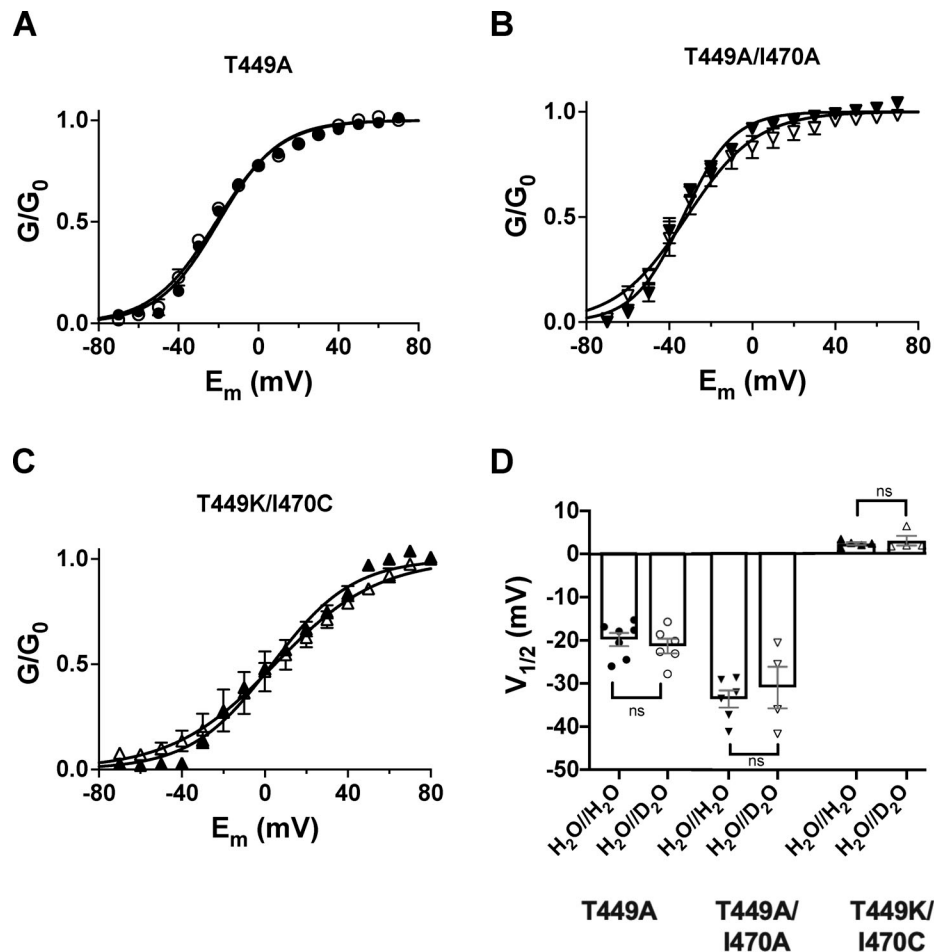 A
T449A
G/G0
1.0
0.5
0.0
-80
-40
0
40
80
Em (mV)
B
T449A/I470A
G/G0
1.0
0.5
0.0
-80
-40
0
40
80
Em (mV)
C
T449K/I470C
G/G0
1.0
0.5
0.0
-80
-40
0
40
80
Em (mV)
D
V1/2 (mV)
10
0
-10
-20
-30
-40
-50
ns
ns
ns
H2O//H2O
H2O//D2O
H2O//H2O
H2O//D2O
H2O//H2O
H2O//D2O
T449A
T449A/
I470A
T449K/
I470C